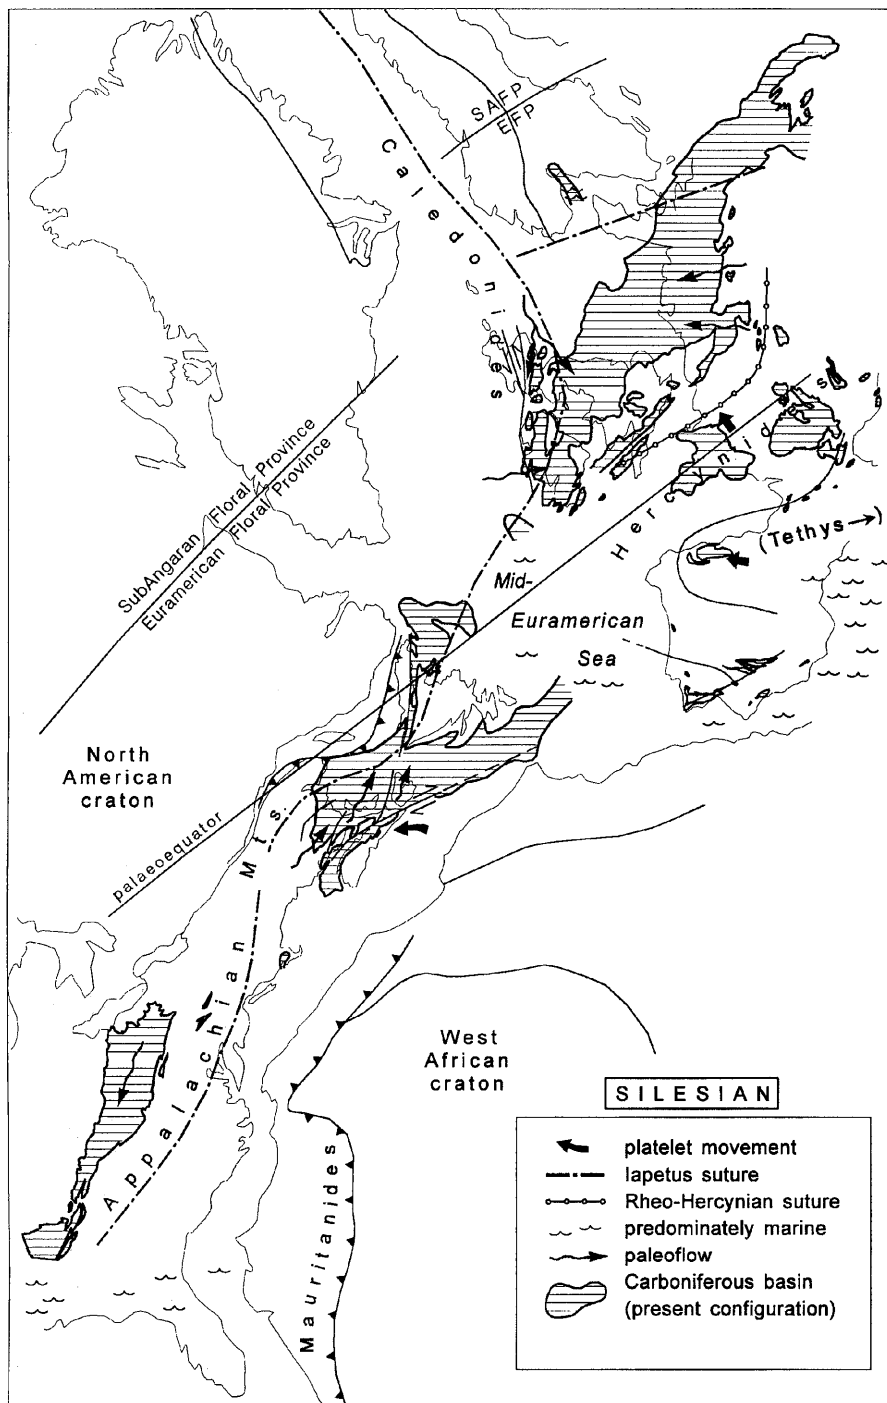 SAFP
EFP
Caledonides
SubAngaran Floral Province
Euramerican Floral Province
Hercynides
(Tethys→)
Mid-
Euramerican
Sea
North
American
craton
palaeoequator
Appalachian Mts.
West
African
craton
Mauritanides
SILESIAN
platelet movement
Iapetus suture
Rheo-Hercynian suture
predominately marine
paleoflow
Carboniferous basin
(present configuration)